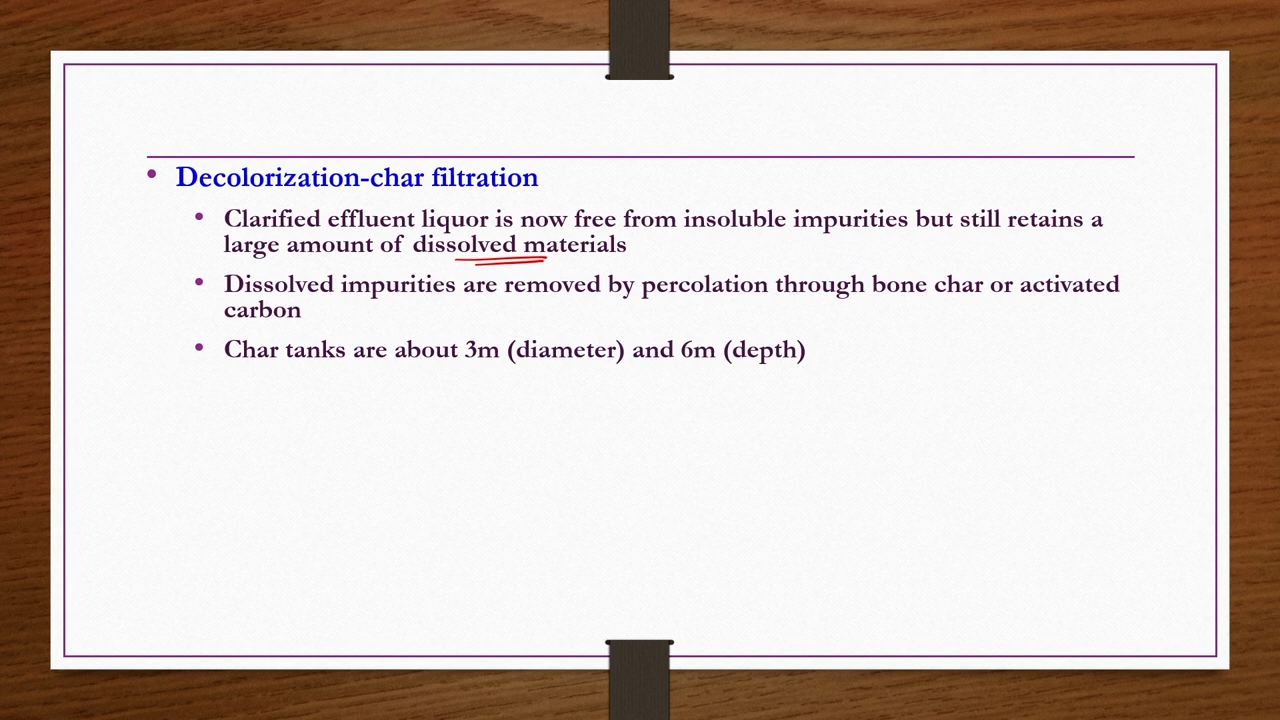 Decolorization-char filtration
Clarified effluent liquor is now free from insoluble impurities but still retains a
large amount of dissolved materials
Dissolved impurities are removed by percolation through bone char or activated
carbon
Char tanks are about 3m (diameter) and 6m (depth)